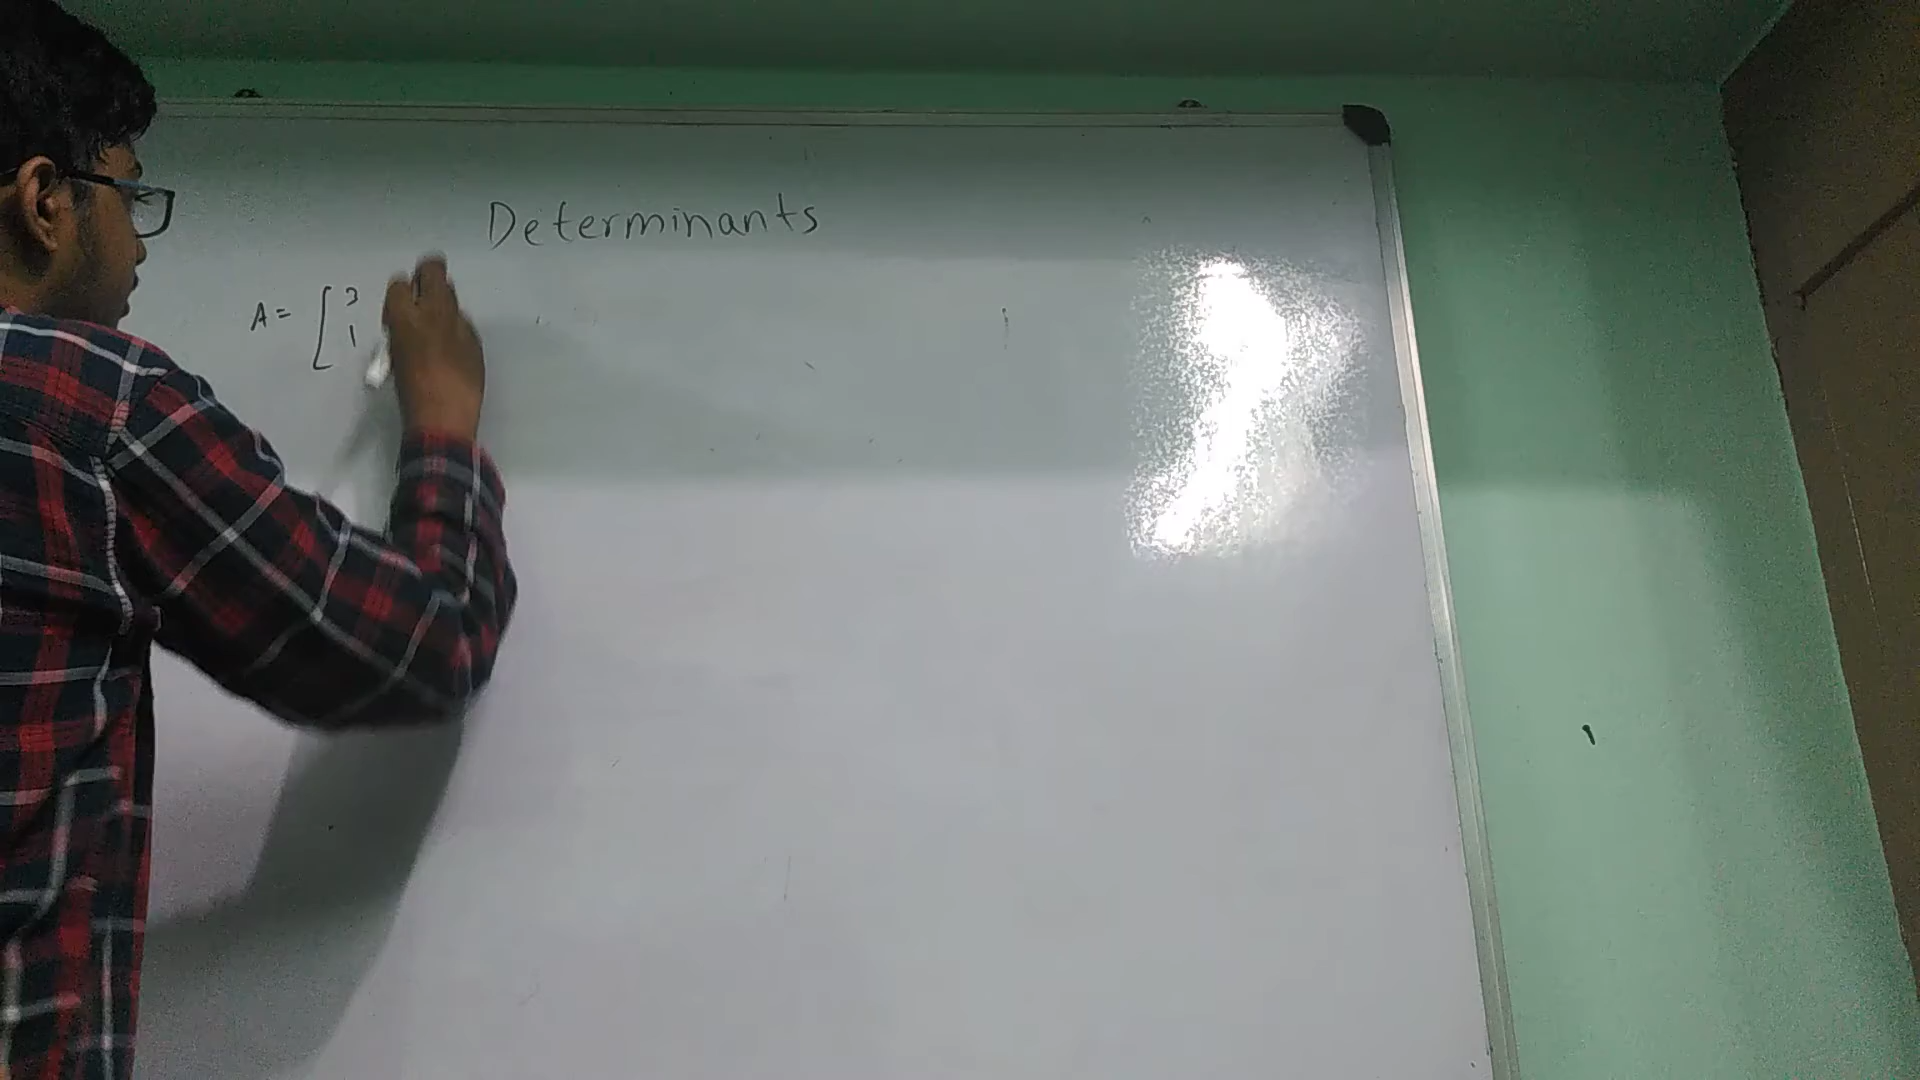 Determinants
A = [ 3
1